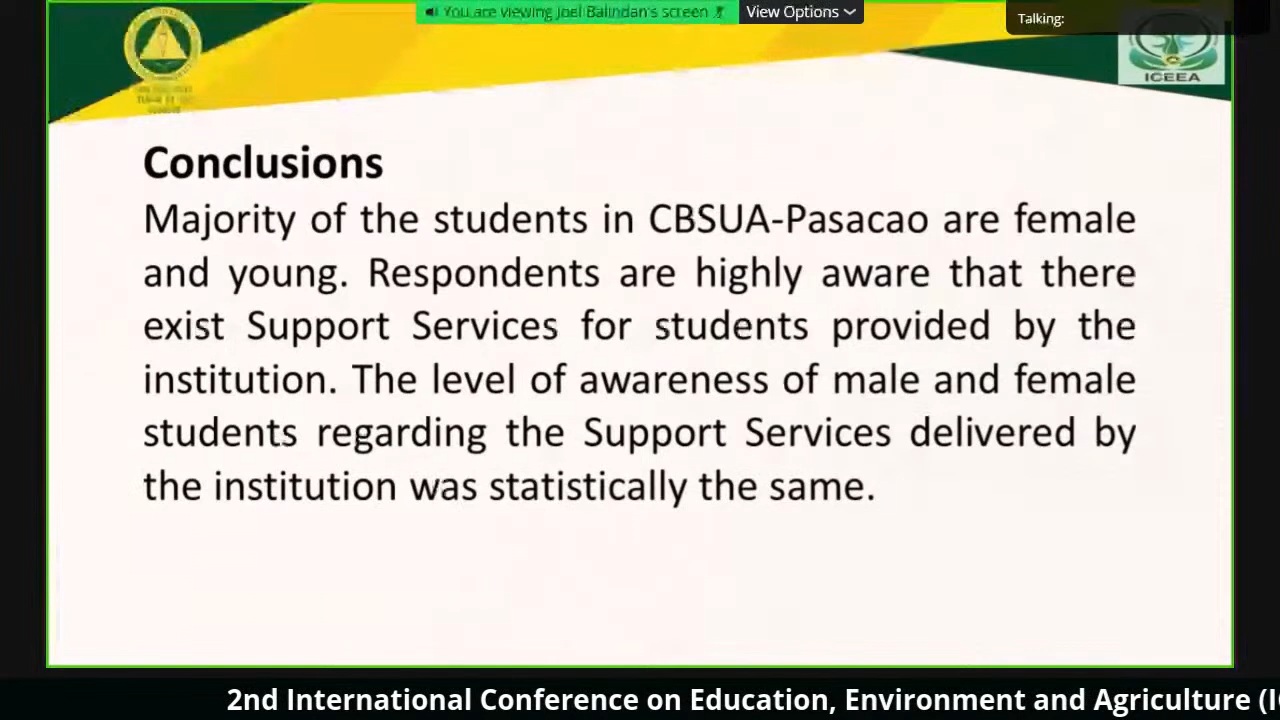 You are viewing Joel Balindan's screen
View Options
Talking:
ICEEA
Conclusions
Majority of the students in CBSUA-Pasacao are female
and young. Respondents are highly aware that there
exist Support Services for students provided by the
institution. The level of awareness of male and female
students regarding the Support Services delivered by
the institution was statistically the same.
2nd International Conference on Education, Environment and Agriculture (I